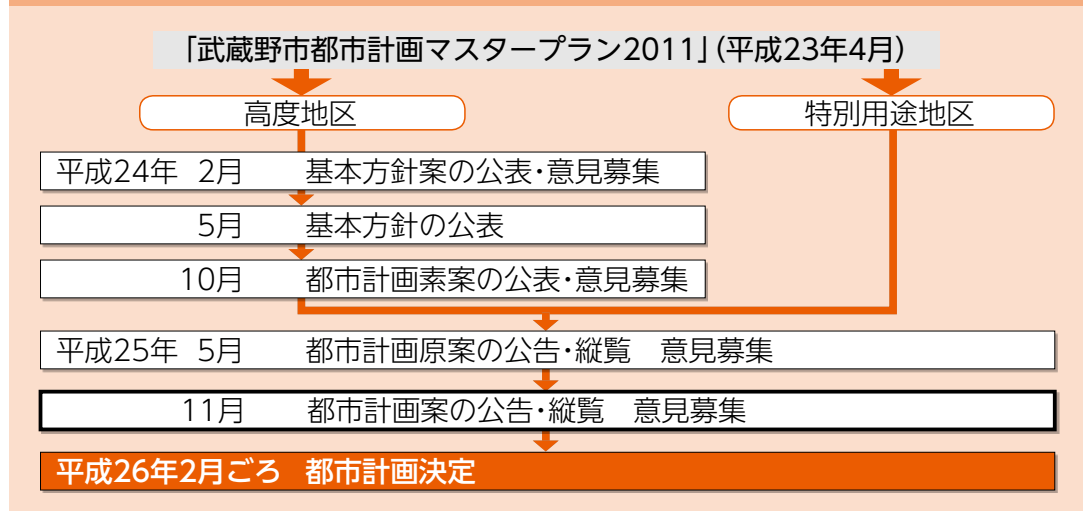 「武蔵野市都市計画マスタープラン2011」(平成23年4月)
高度地区
特別用途地区
平成24年 2月 基本方針案の公表・意見募集
5月 基本方針の公表
10月 都市計画素案の公表・意見募集
平成25年 5月 都市計画原案の公告・縦覧 意見募集
11月 都市計画案の公告・縦覧 意見募集
平成26年2月ごろ 都市計画決定